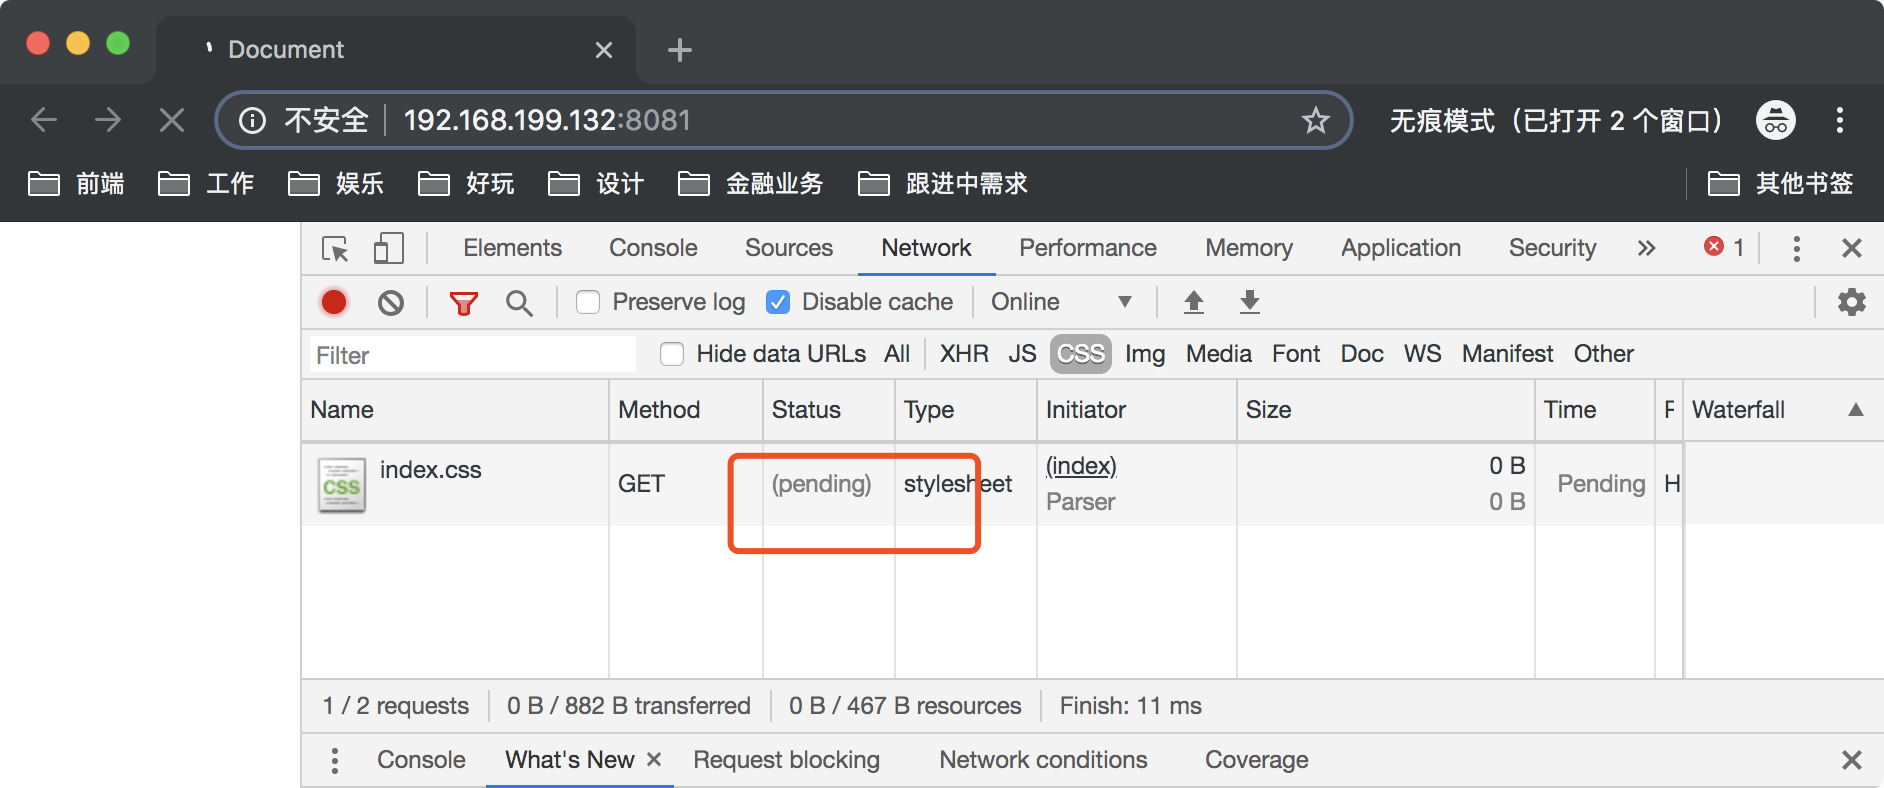 Document
不安全 192.168.199.132:8081 无痕模式（已打开 2 个窗口）
前端 工作 娱乐 好玩 设计 金融业务 跟进中需求 其他书签
Elements Console Sources Network Performance Memory Application Security 1
Preserve log Disable cache Online
Filter Hide data URLs All XHR JS CSS Img Media Font Doc WS Manifest Other
Name Method Status Type Initiator Size Time Waterfall
index.css GET (pending) stylesheet (index) 0 B Pending H
CSS Parser 0 B
1 / 2 requests 0 B / 882 B transferred 0 B / 467 B resources Finish: 11 ms
Console What's New Request blocking Network conditions Coverage